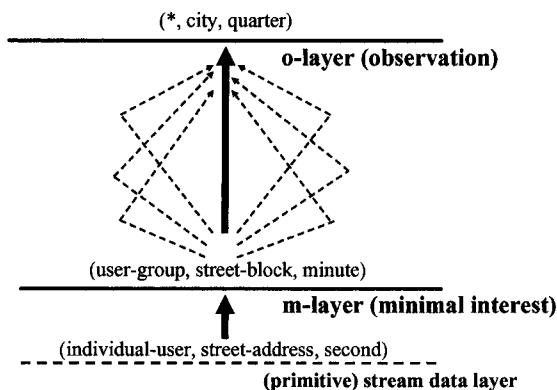 (*, city, quarter)
o-layer (observation)
(user-group, street-block, minute)
m-layer (minimal interest)
(individual-user, street-address, second)
(primitive) stream data layer